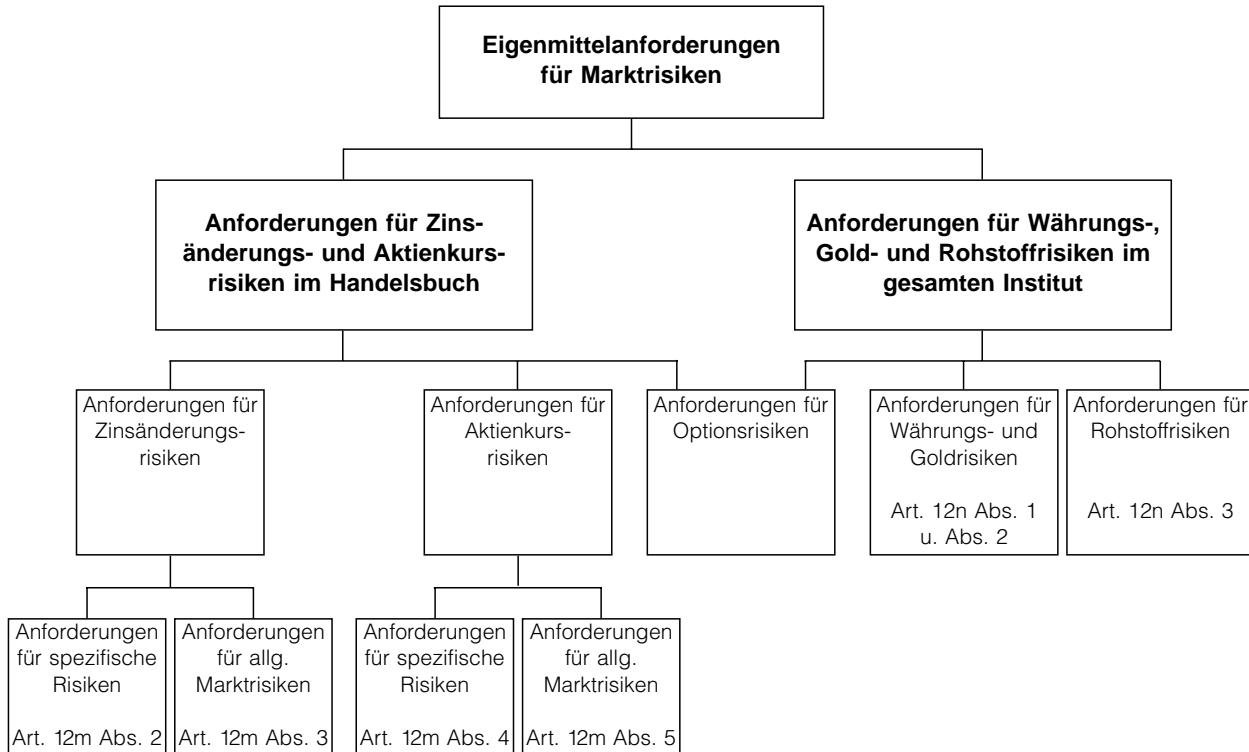 Eigenmittelanforderungen
für Marktrisiken
Anforderungen für Zins-
änderungs- und Aktienkurs-
risiken im Handelsbuch
Anforderungen für Währungs-,
Gold- und Rohstoffrisiken im
gesamten Institut
Anforderungen für
Zinsänderungs-
risiken
Anforderungen für
Aktienkurs-
risiken
Anforderungen für
Optionsrisiken
Anforderungen für
Währungs- und
Goldrisiken
Art. 12n Abs. 1
u. Abs. 2
Anforderungen für
Rohstoffrisiken
Art. 12n Abs. 3
Anforderungen
für spezifische
Risiken
Art. 12m Abs. 2
Anforderungen
für allg.
Marktrisiken
Art. 12m Abs. 3
Anforderungen
für spezifische
Risiken
Art. 12m Abs. 4
Anforderungen
für allg.
Marktrisiken
Art. 12m Abs. 5